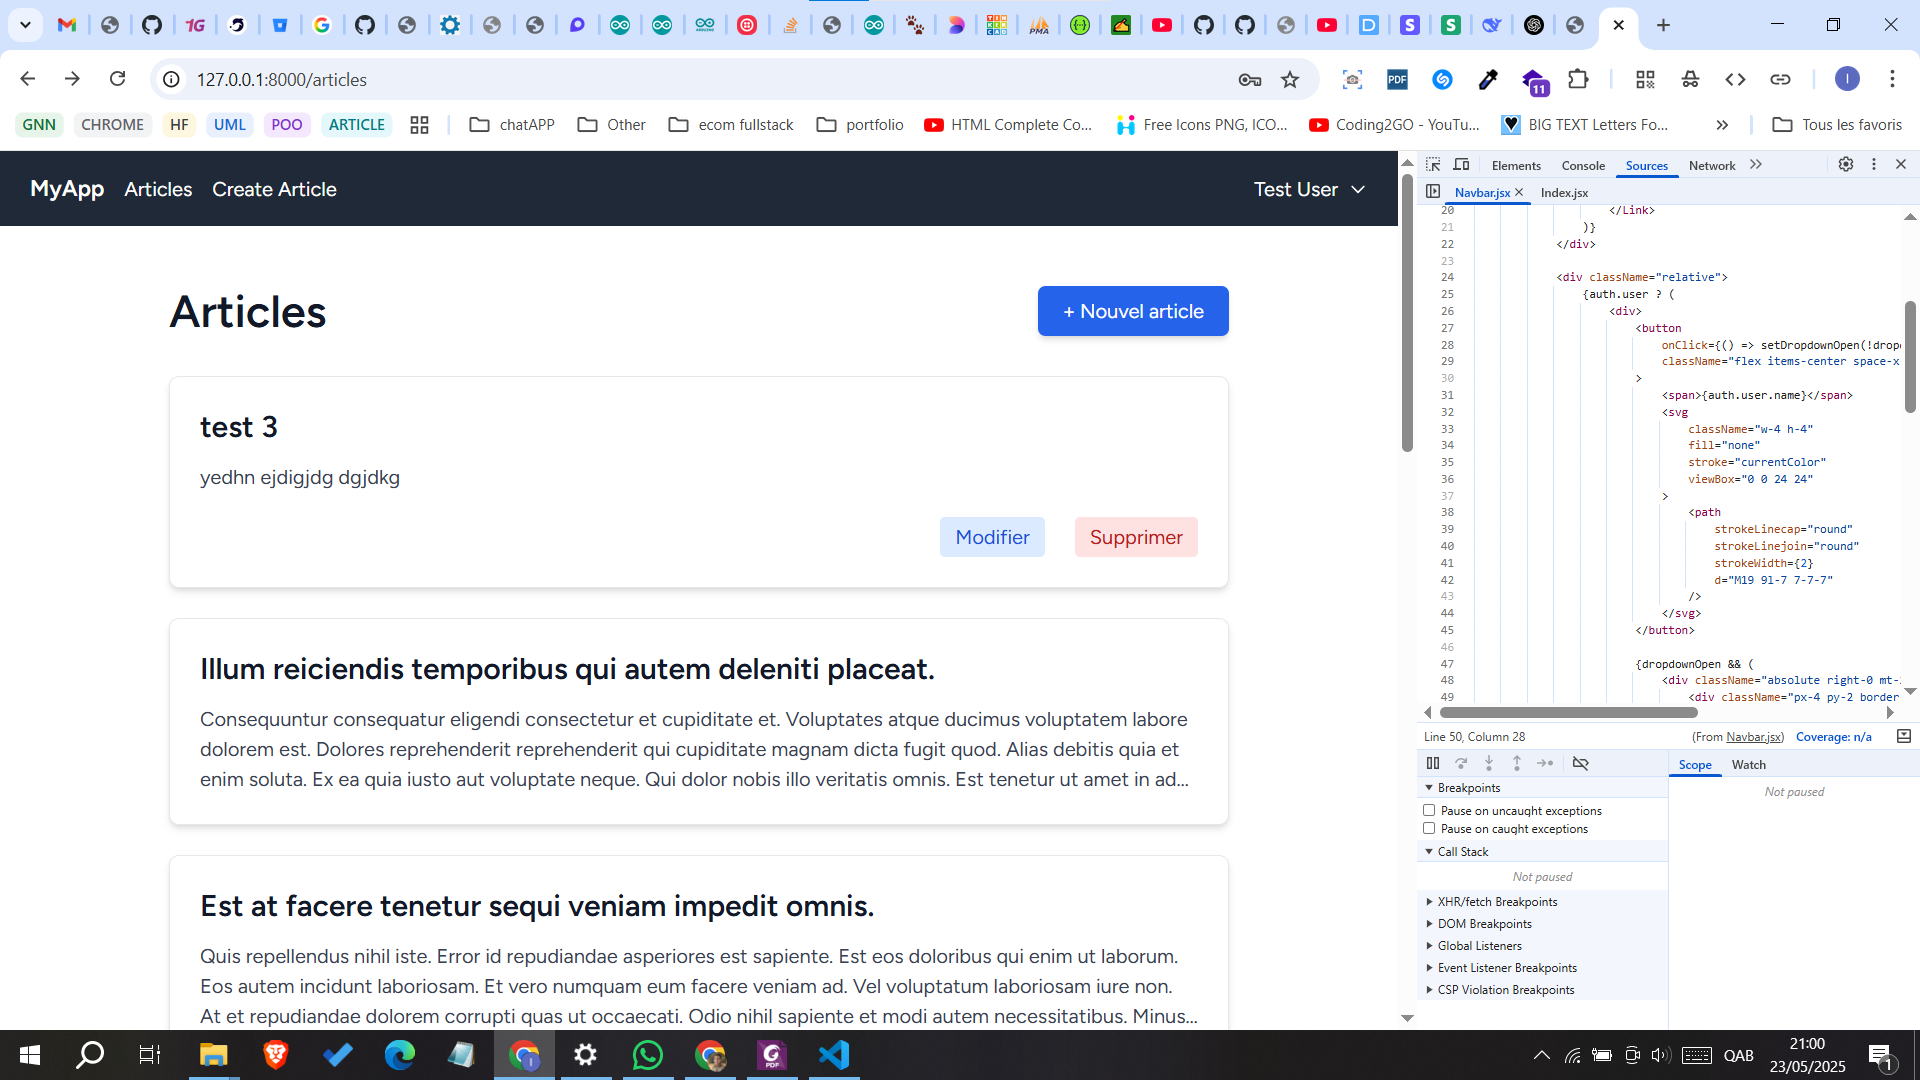 127.0.0.1:8000/articles
11
I
GNN
CHROME
HF
UML
POO
ARTICLE
chatAPP
Other
ecom fullstack
portfolio
HTML Complete Co...
Free Icons PNG, ICO...
Coding2GO - YouTu...
BIG TEXT Letters Fo...
Tous les favoris
MyApp
Articles
Create Article
Test User
Articles
+ Nouvel article
test 3
yedhn ejdigjdg dgjdkg
Modifier
Supprimer
Illum reiciendis temporibus qui autem deleniti placeat.
Consequuntur consequatur eligendi consectetur et cupiditate et. Voluptates atque ducimus voluptatem labore
dolorem est. Dolores reprehenderit reprehenderit qui cupiditate magnam dicta fugit quod. Alias debitis quia et
enim soluta. Ex ea quia iusto aut voluptate neque. Qui dolor nobis illo veritatis omnis. Est tenetur ut amet in ad...
Est at facere tenetur sequi veniam impedit omnis.
Quis repellendus nihil iste. Error id repudiandae asperiores est sapiente. Est eos doloribus qui enim ut laborum.
Eos autem incidunt laboriosam. Et vero numquam eum facere veniam ad. Vel voluptatum laboriosam iure non.
At et repudiandae dolorem corrupti quas ut occaecati. Odio nihil sapiente et modi autem necessitatibus. Minus...
Elements
Console
Sources
Network
Navbar.jsx
Index.jsx
20 </Link>
21 )}
22 </div>
23
24 <div className="relative">
25 {auth.user ? (
26 <div>
27 <button
28 onClick={() => setDropdownOpen(!drop
29 className="flex items-center space-x
30 >
31 <span>{auth.user.name}</span>
32 <svg
33 className="w-4 h-4"
34 fill="none"
35 stroke="currentColor"
36 viewBox="0 0 24 24"
37 >
38 <path
39 strokeLinecap="round"
40 strokeLinejoin="round"
41 strokeWidth={2}
42 d="M19 9l-7 7-7-7"
43 />
44 </svg>
45 </button>
46
47 {dropdownOpen && (
48 <div className="absolute right-0 mt-
49 <div className="px-4 py-2 border
Line 50, Column 28
(From Navbar.jsx)
Coverage: n/a
Scope
Watch
Not paused
Breakpoints
Pause on uncaught exceptions
Pause on caught exceptions
Call Stack
Not paused
XHR/fetch Breakpoints
DOM Breakpoints
Global Listeners
Event Listener Breakpoints
CSP Violation Breakpoints
QAB
21:00
23/05/2025
1